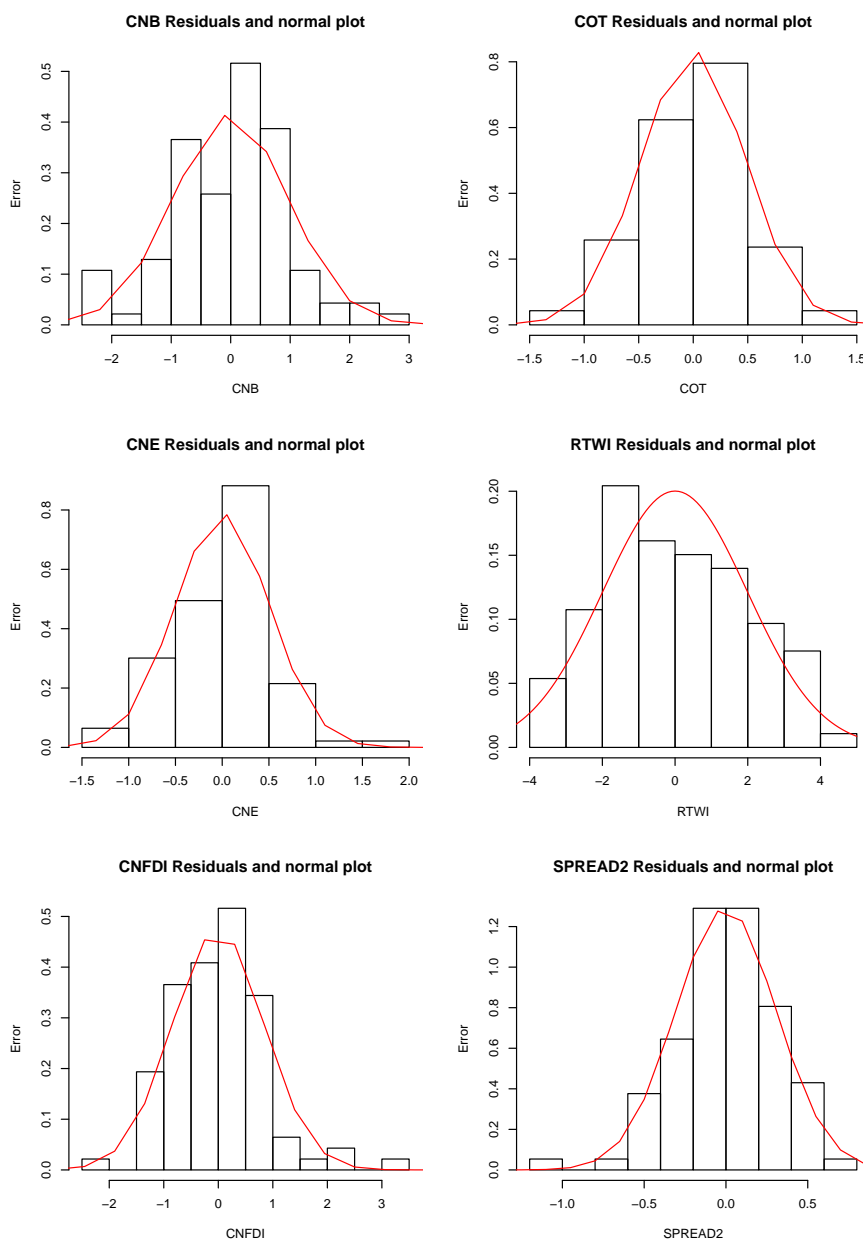 CNB Residuals and normal plot
Error
0.0 0.1 0.2 0.3 0.4 0.5
−2 −1 0 1 2 3
CNB
COT Residuals and normal plot
Error
0.0 0.2 0.4 0.6 0.8
−1.5 −1.0 −0.5 0.0 0.5 1.0 1.5
COT
CNE Residuals and normal plot
Error
0.0 0.2 0.4 0.6 0.8
−1.5 −1.0 −0.5 0.0 0.5 1.0 1.5 2.0
CNE
RTWI Residuals and normal plot
Error
0.00 0.05 0.10 0.15 0.20
−4 −2 0 2 4
RTWI
CNFDI Residuals and normal plot
Error
0.0 0.1 0.2 0.3 0.4 0.5
−2 −1 0 1 2 3
CNFDI
SPREAD2 Residuals and normal plot
Error
0.0 0.2 0.4 0.6 0.8 1.0 1.2
−1.0 −0.5 0.0 0.5
SPREAD2